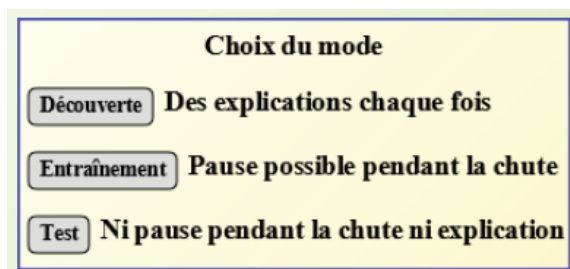 Choix du mode
Découverte Des explications chaque fois
Entraînement Pause possible pendant la chute
Test Ni pause pendant la chute ni explication